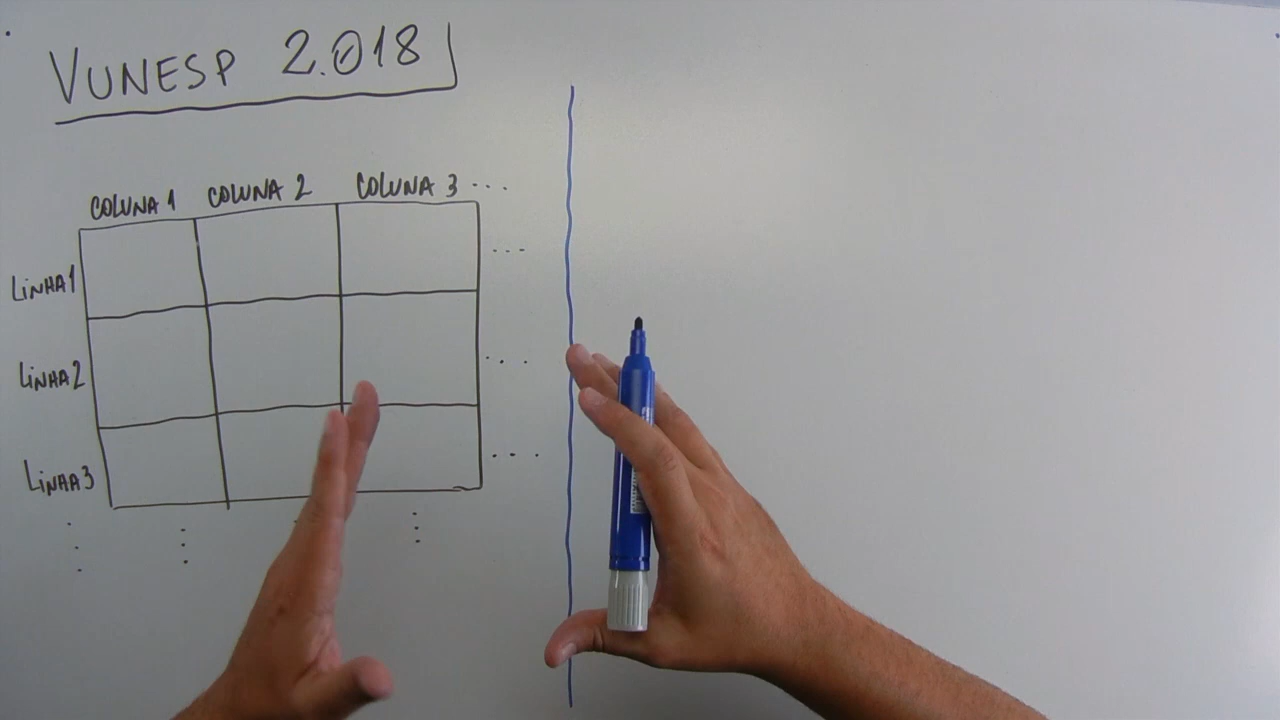 VUNESP 2.018
COLUNA 1 COLUNA 2 COLUNA 3 ...
LINHA 1 ...
LINHA 2 ...
LINHA 3 ...